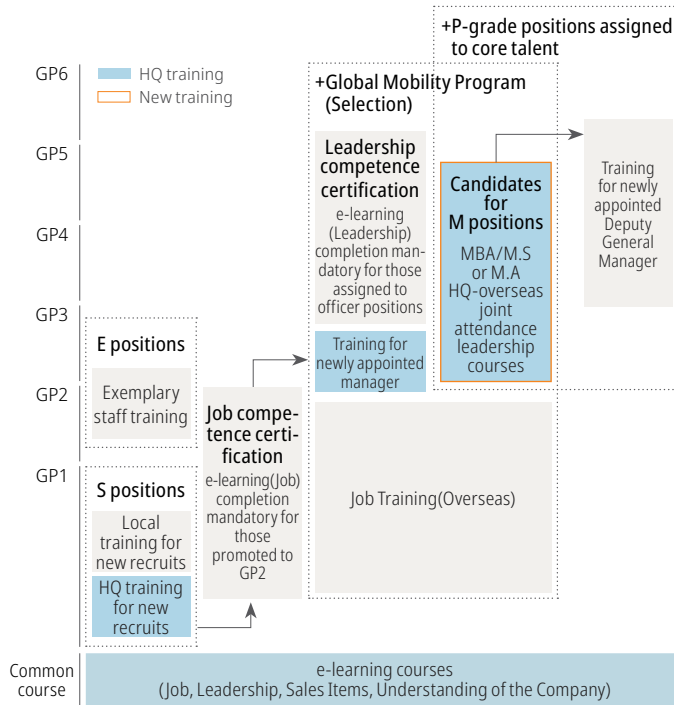 +P-grade positions assigned
to core talent
GP6
HQ training
New training
+Global Mobility Program
(Selection)
GP5
Leadership
competence
certification
e-learning
(Leadership)
completion man-
datory for those
assigned to
officer positions
Candidates
for
M positions
MBA/M.S
or M.A
HQ-overseas
joint
attendance
leadership
courses
Training
for newly
appointed
Deputy
General
Manager
GP4
GP3
E positions
Exemplary
staff training
Training for
newly appointed
manager
GP2
Job compe-
tence certi-
fication
e-learning(Job)
completion
mandatory for
those
promoted to
GP2
GP1
S positions
Local
training for
new recruits
HQ training
for new
recruits
Job Training(Overseas)
Common
course
e-learning courses
(Job, Leadership, Sales Items, Understanding of the Company)